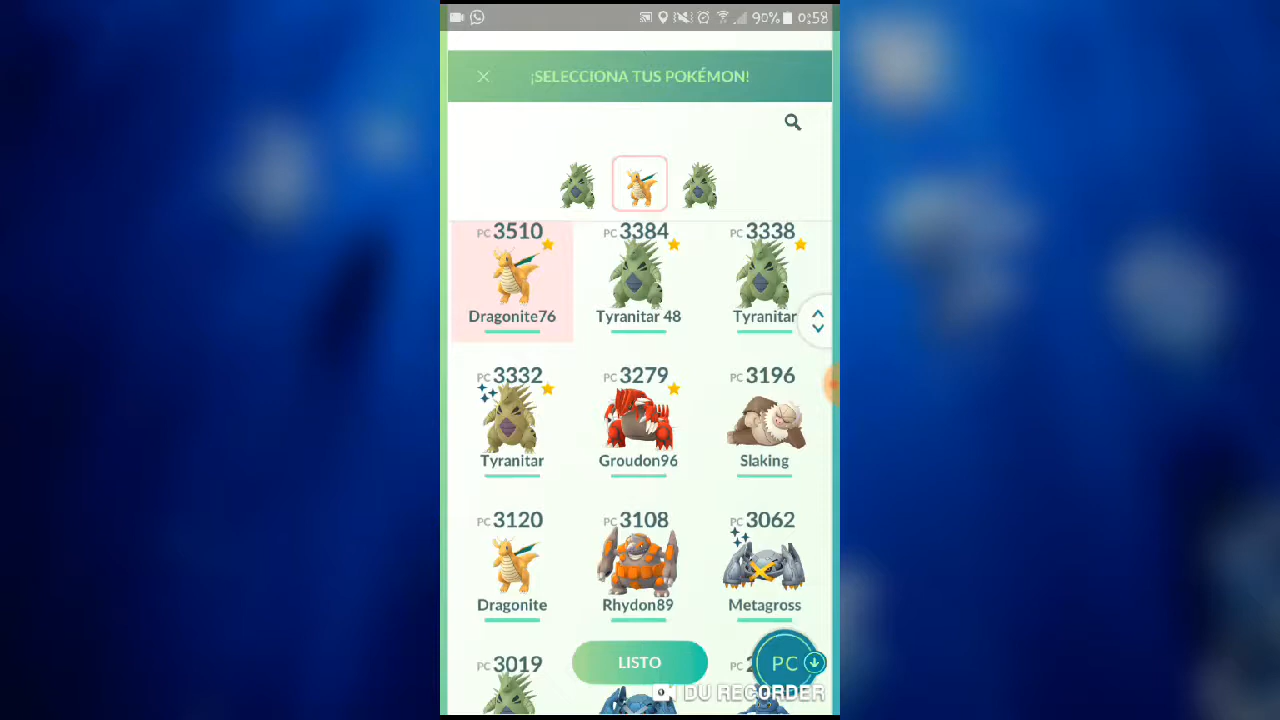 90% 0:58
¡SELECCIONA TUS POKÉMON!
PC 3510 PC 3384 PC 3338
Dragonite76 Tyranitar 48 Tyranitar
PC 3332 PC 3279 PC 3196
Tyranitar Groudon96 Slaking
PC 3120 PC 3108 PC 3062
Dragonite Rhydon89 Metagross
PC 3019 LISTO PC
DU RECORDER